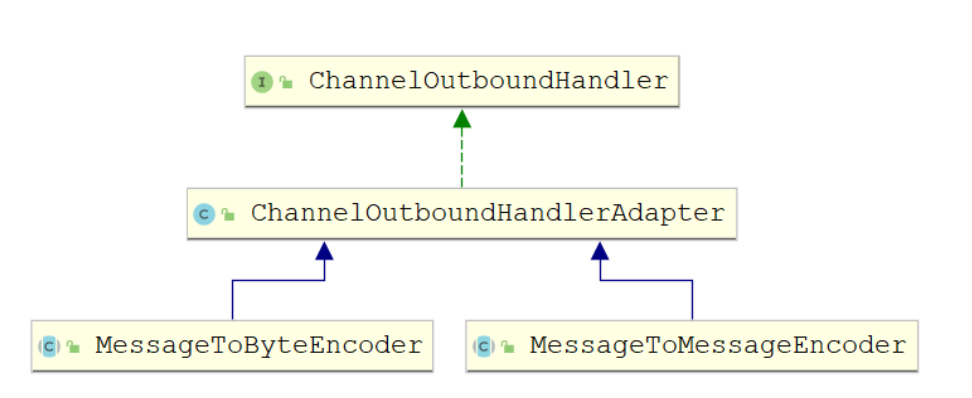 I ChannelOutboundHandler
C ChannelOutboundHandlerAdapter
C MessageToByteEncoder
C MessageToMessageEncoder